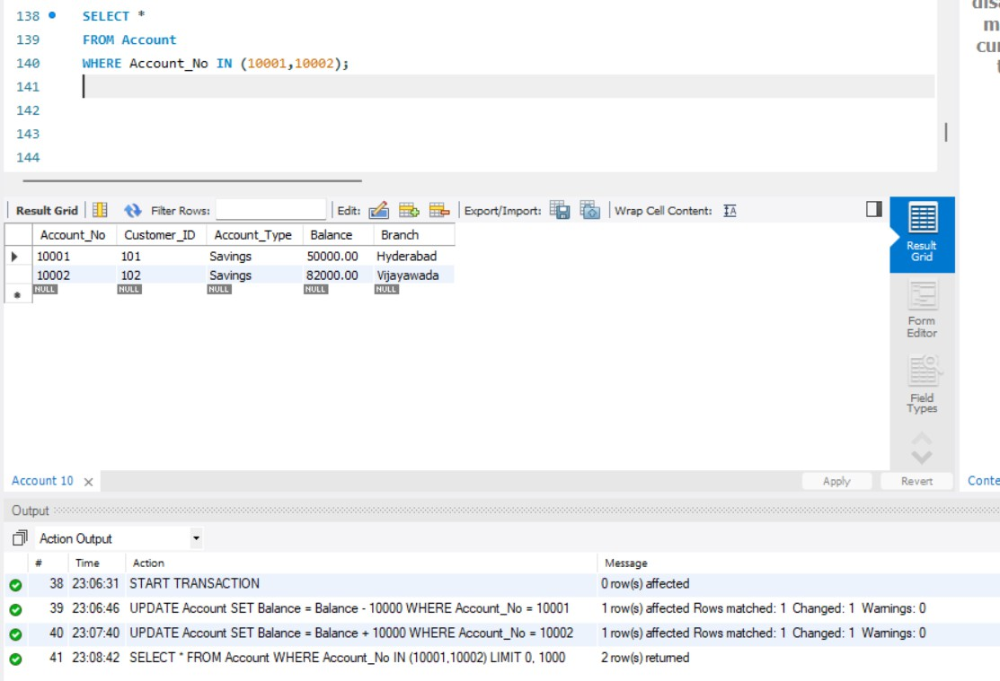 138 SELECT *
139 FROM Account
140 WHERE Account_No IN (10001,10002);
141
142
143
144
Result Grid Filter Rows: Edit: Export/Import: Wrap Cell Content:
Account_No Customer_ID Account_Type Balance Branch
10001 101 Savings 50000.00 Hyderabad
10002 102 Savings 82000.00 Vijayawada
NULL NULL NULL NULL NULL
Result
Grid
Form
Editor
Field
Types
Account 10 Apply Revert
Output
Action Output
# Time Action Message
38 23:06:31 START TRANSACTION 0 row(s) affected
39 23:06:46 UPDATE Account SET Balance = Balance - 10000 WHERE Account_No = 10001 1 row(s) affected Rows matched: 1 Changed: 1 Warnings: 0
40 23:07:40 UPDATE Account SET Balance = Balance + 10000 WHERE Account_No = 10002 1 row(s) affected Rows matched: 1 Changed: 1 Warnings: 0
41 23:08:42 SELECT * FROM Account WHERE Account_No IN (10001,10002) LIMIT 0, 1000 2 row(s) returned